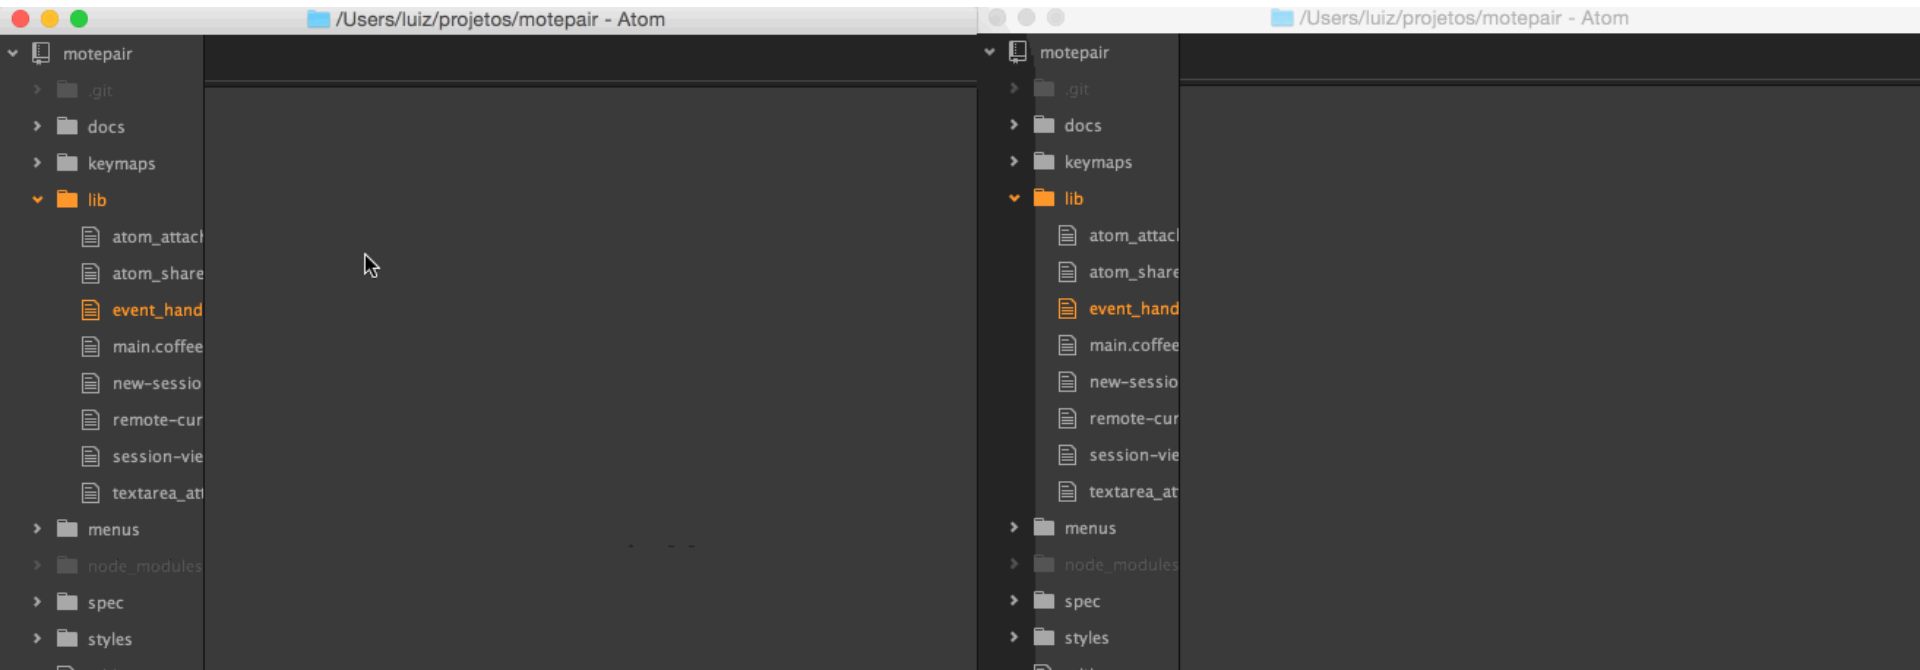 /Users/luiz/projetos/motepair - Atom
motepair
.git
docs
keymaps
lib
atom_attach
atom_share
event_hand
main.coffee
new-sessio
remote-cur
session-vie
textarea_att
menus
node_modules
spec
styles
/Users/luiz/projetos/motepair - Atom
motepair
.git
docs
keymaps
lib
atom_attacl
atom_share
event_hand
main.coffee
new-sessio
remote-cur
session-vie
textarea_at
menus
node_modules
spec
styles